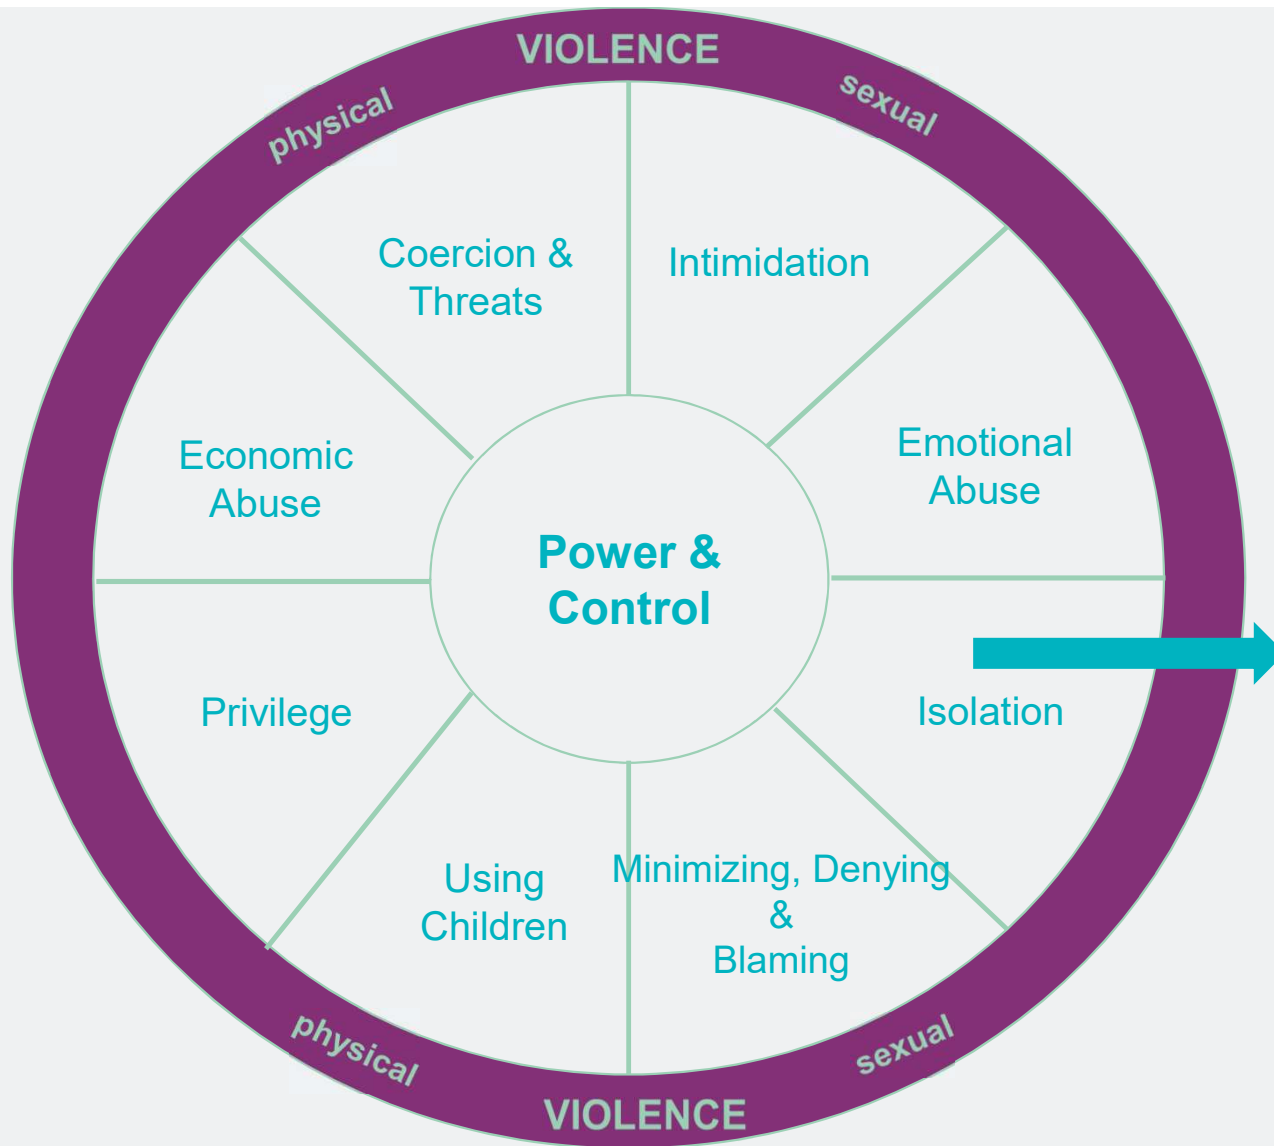 VIOLENCE
physical
sexual
Coercion &
Threats
Intimidation
Economic
Abuse
Emotional
Abuse
Power &
Control
Privilege
Isolation
Using
Children
Minimizing, Denying
&
Blaming
physical
sexual
VIOLENCE